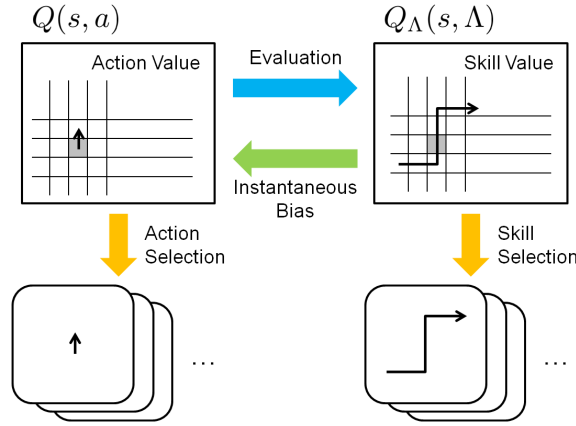 Q(s, a)
Q_Λ(s, Λ)
Action Value
Evaluation
Skill Value
Instantaneous
Bias
Action
Selection
Skill
Selection
...
...